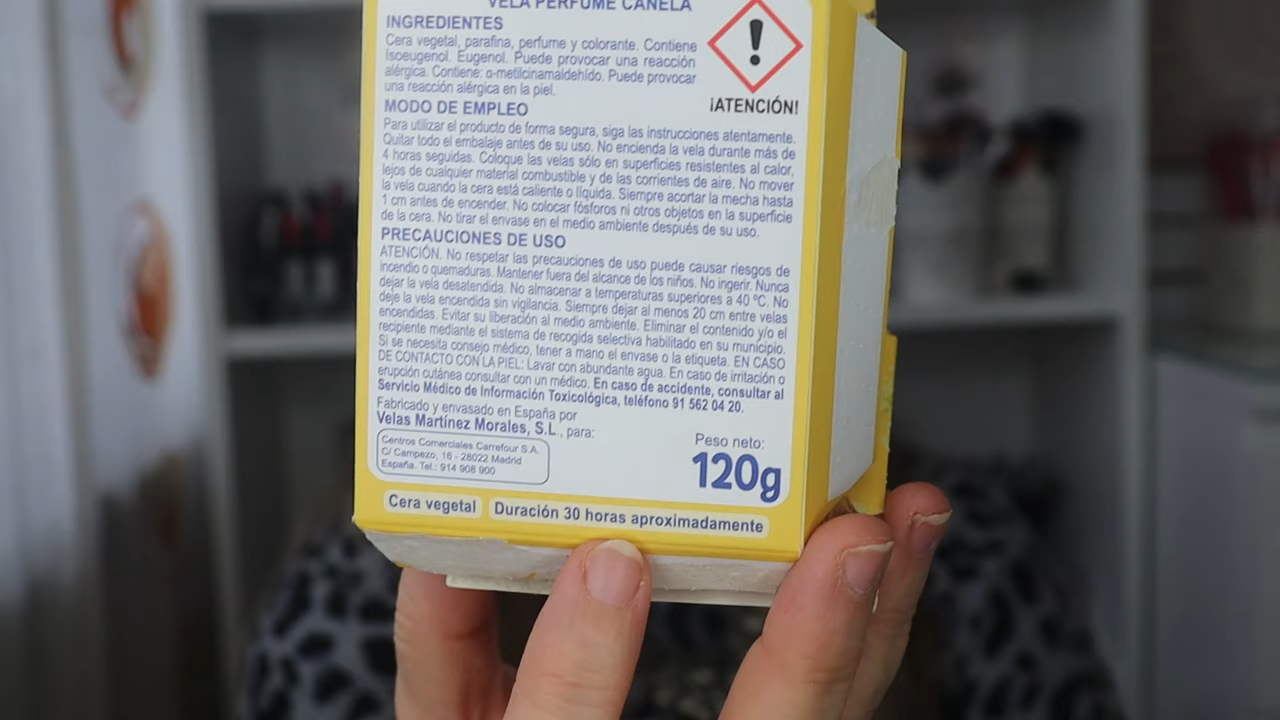 VELA PERFUME CANELA
INGREDIENTES
Cera vegetal, parafina, perfume y colorante. Contiene
Isoeugenol. Eugenol. Puede provocar una reacción
alérgica. Contiene: α-metilcinamaldehído. Puede provocar
una reacción alérgica en la piel.
¡ATENCIÓN!
MODO DE EMPLEO
Para utilizar el producto de forma segura, siga las instrucciones atentamente.
Quitar todo el embalaje antes de su uso. No encienda la vela durante más de
4 horas seguidas. Coloque las velas sólo en superficies resistentes al calor,
lejos de cualquier material combustible y de las corrientes de aire. No mover
la vela cuando la cera está caliente o líquida. Siempre acortar la mecha hasta
1 cm antes de encender. No colocar fósforos ni otros objetos en la superficie
de la cera. No tirar el envase en el medio ambiente después de su uso.
PRECAUCIONES DE USO
ATENCIÓN. No respetar las precauciones de uso puede causar riesgos de
incendio o quemaduras. Mantener fuera del alcance de los niños. No ingerir. Nunca
dejar la vela desatendida. No almacenar a temperaturas superiores a 40 ºC. No
deje la vela encendida sin vigilancia. Siempre dejar al menos 20 cm entre velas
encendidas. Evitar su liberación al medio ambiente. Eliminar el contenido y/o el
recipiente mediante el sistema de recogida selectiva habilitado en su municipio.
Si se necesita consejo médico, tener a mano el envase o la etiqueta. EN CASO
DE CONTACTO CON LA PIEL: Lavar con abundante agua. En caso de irritación o
erupción cutánea consultar con un médico. En caso de accidente, consultar al
Servicio Médico de Información Toxicológica, teléfono 91 562 04 20.
Fabricado y envasado en España por
Velas Martínez Morales, S.L., para:
Centros Comerciales Carrefour S.A.
C/ Campezo, 16 - 28022 Madrid
España. Tel.: 914 908 900
Peso neto:
120g
Cera vegetal
Duración 30 horas aproximadamente